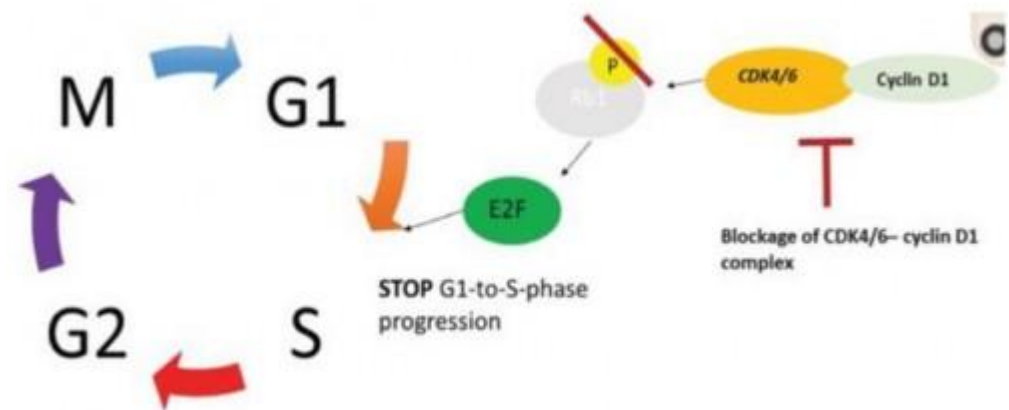 M
G1
P
RB1
CDK4/6
Cyclin D1
E2F
Blockage of CDK4/6– cyclin D1
complex
STOP G1-to-S-phase
progression
G2
S